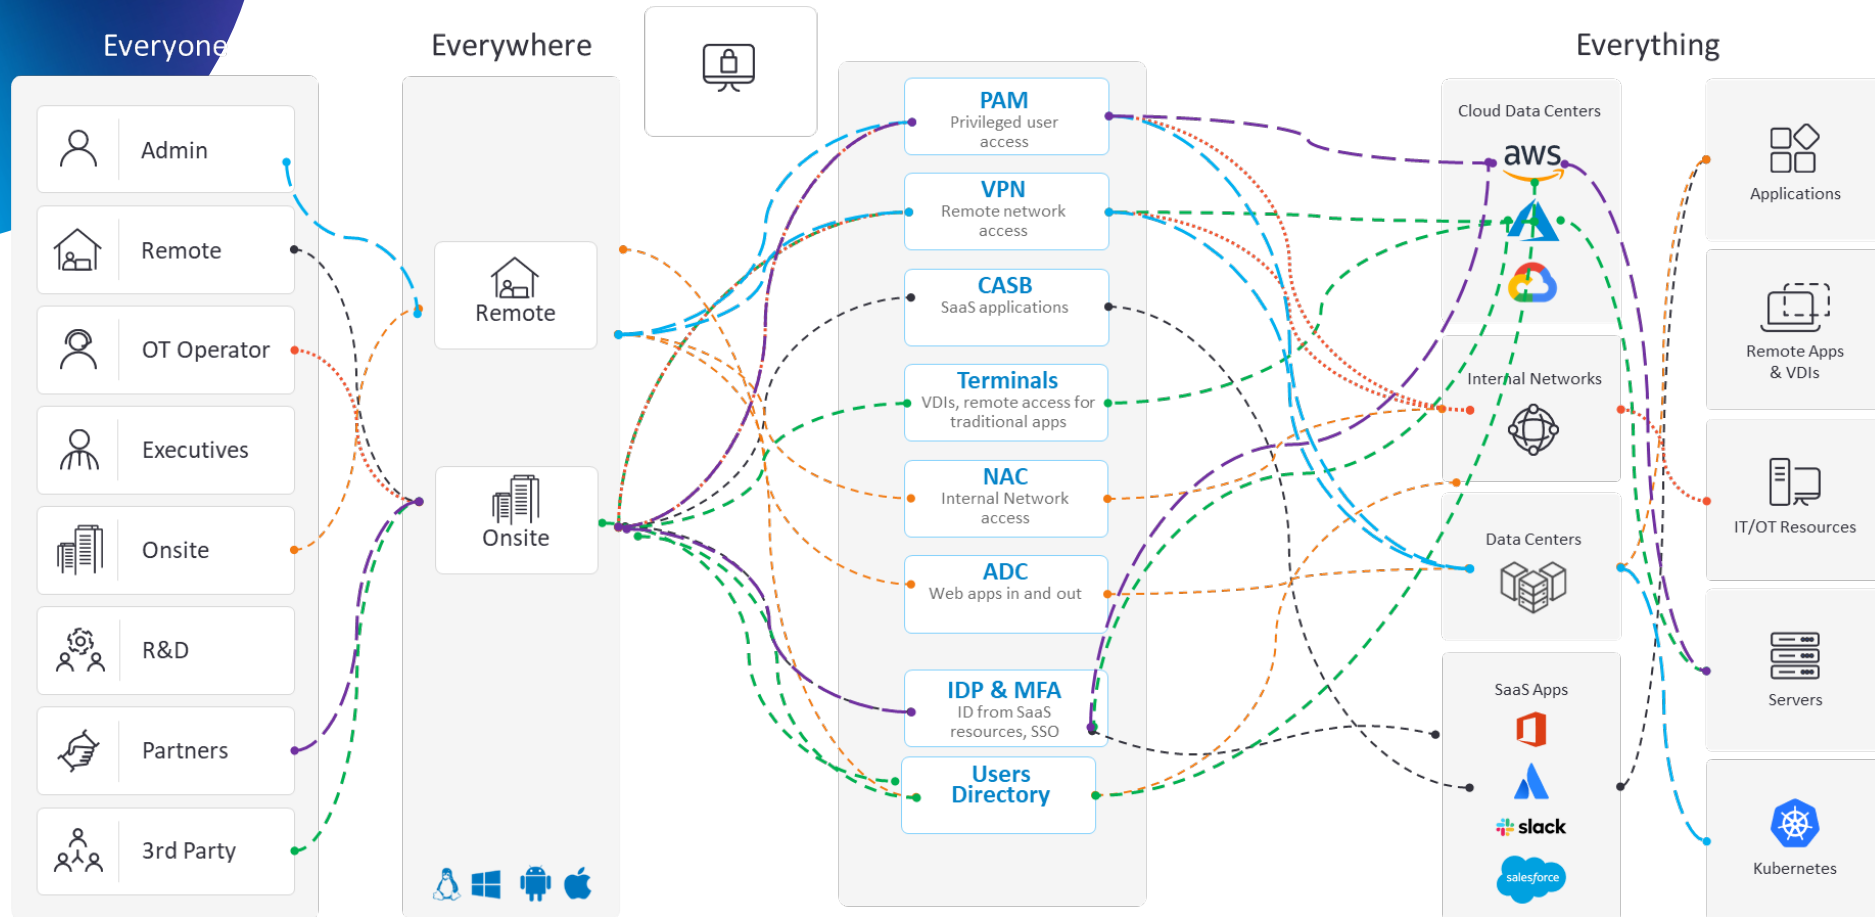 Everyone
Everywhere
Everything
Admin
Remote
OT Operator
Executives
Onsite
R&D
Partners
3rd Party
Remote
Onsite
PAM
Privileged user
access
VPN
Remote network
access
CASB
SaaS applications
Terminals
VDIs, remote access for
traditional apps
NAC
Internal Network
access
ADC
Web apps in and out
IDP & MFA
ID from SaaS
resources, SSO
Users
Directory
Cloud Data Centers
aws
Internal Networks
Data Centers
SaaS Apps
slack
salesforce
Applications
Remote Apps
& VDIs
IT/OT Resources
Servers
Kubernetes